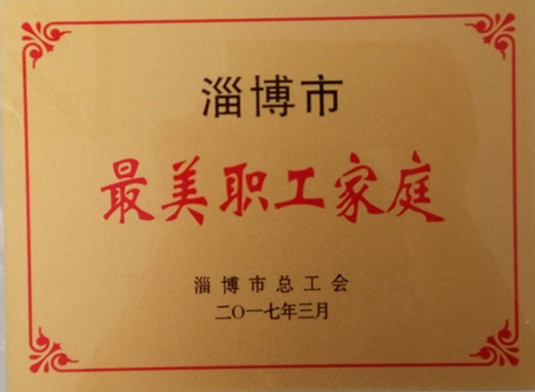 淄博市
最美职工家庭
淄博市总工会
二〇一七年三月